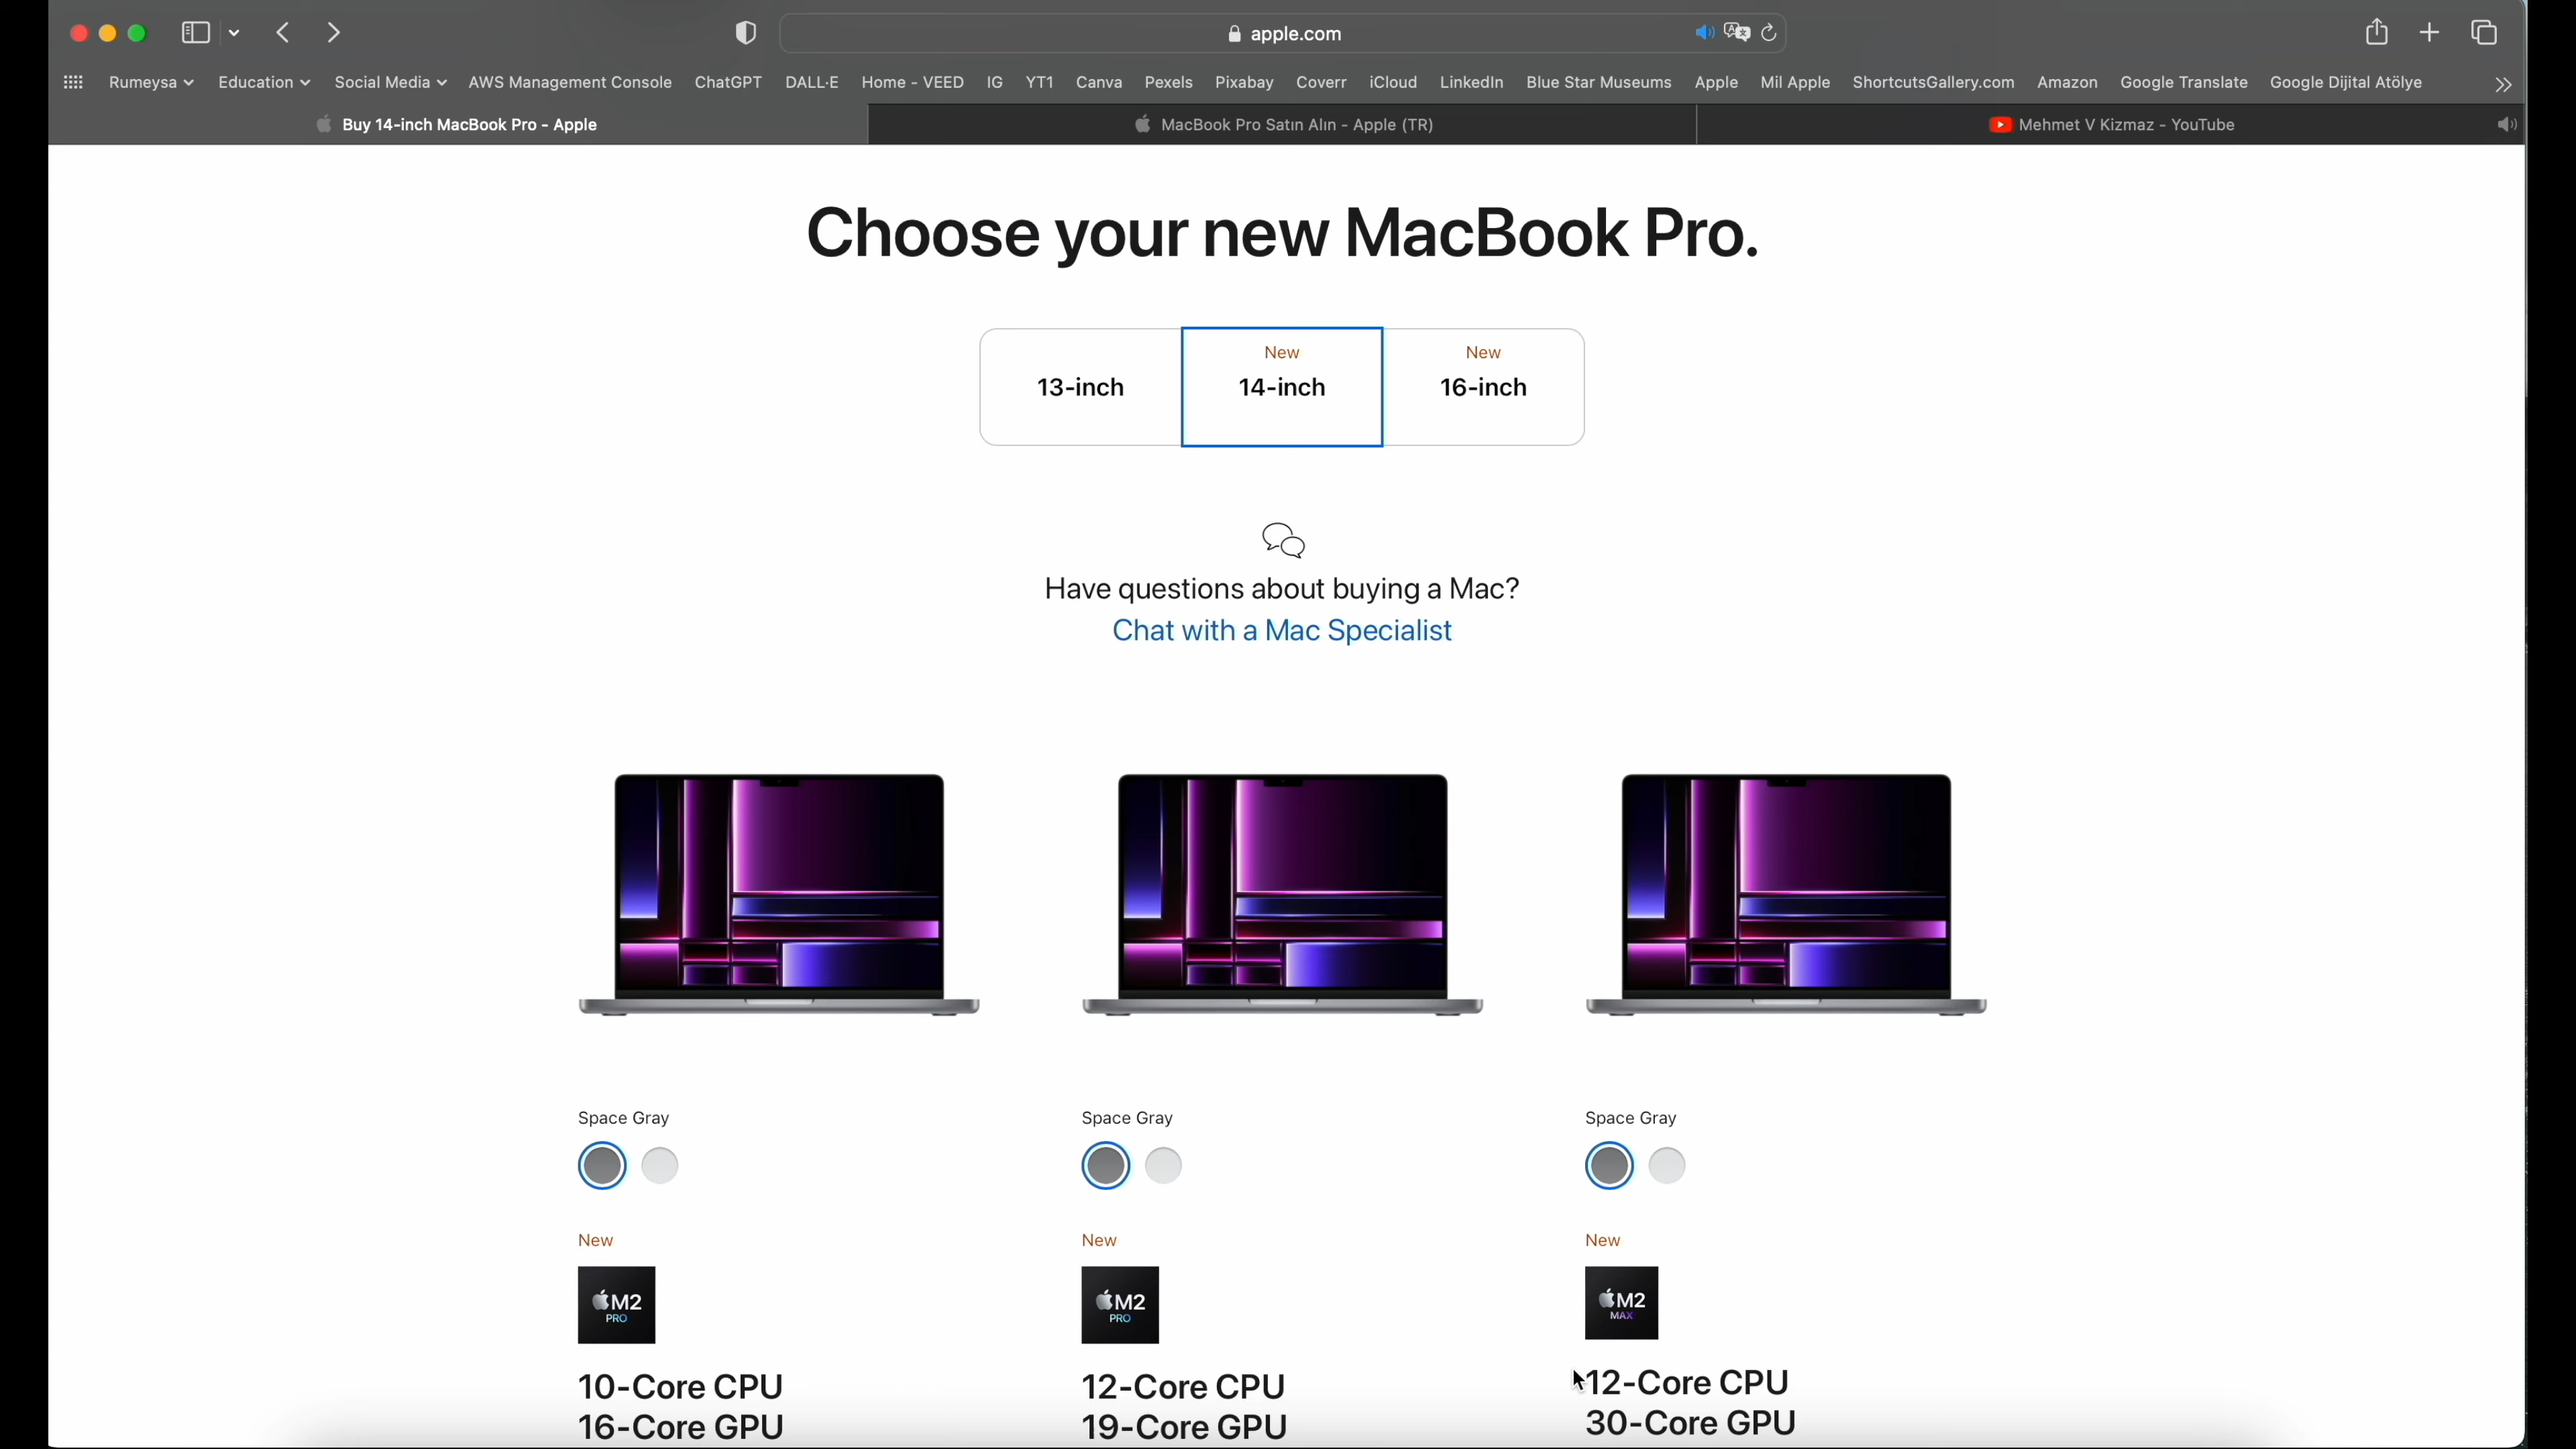 apple.com
Rumeysa Education Social Media AWS Management Console ChatGPT DALL·E Home - VEED IG YT1 Canva Pexels Pixabay Coverr iCloud LinkedIn Blue Star Museums Apple Mil Apple ShortcutsGallery.com Amazon Google Translate Google Dijital Atölye
Buy 14-inch MacBook Pro - Apple MacBook Pro Satın Alın - Apple (TR) Mehmet V Kizmaz - YouTube
Choose your new MacBook Pro.
New New
13-inch 14-inch 16-inch
Have questions about buying a Mac?
Chat with a Mac Specialist
Space Gray Space Gray Space Gray
New New New
M2 M2 M2
PRO PRO MAX
10-Core CPU 12-Core CPU 12-Core CPU
16-Core GPU 19-Core GPU 30-Core GPU